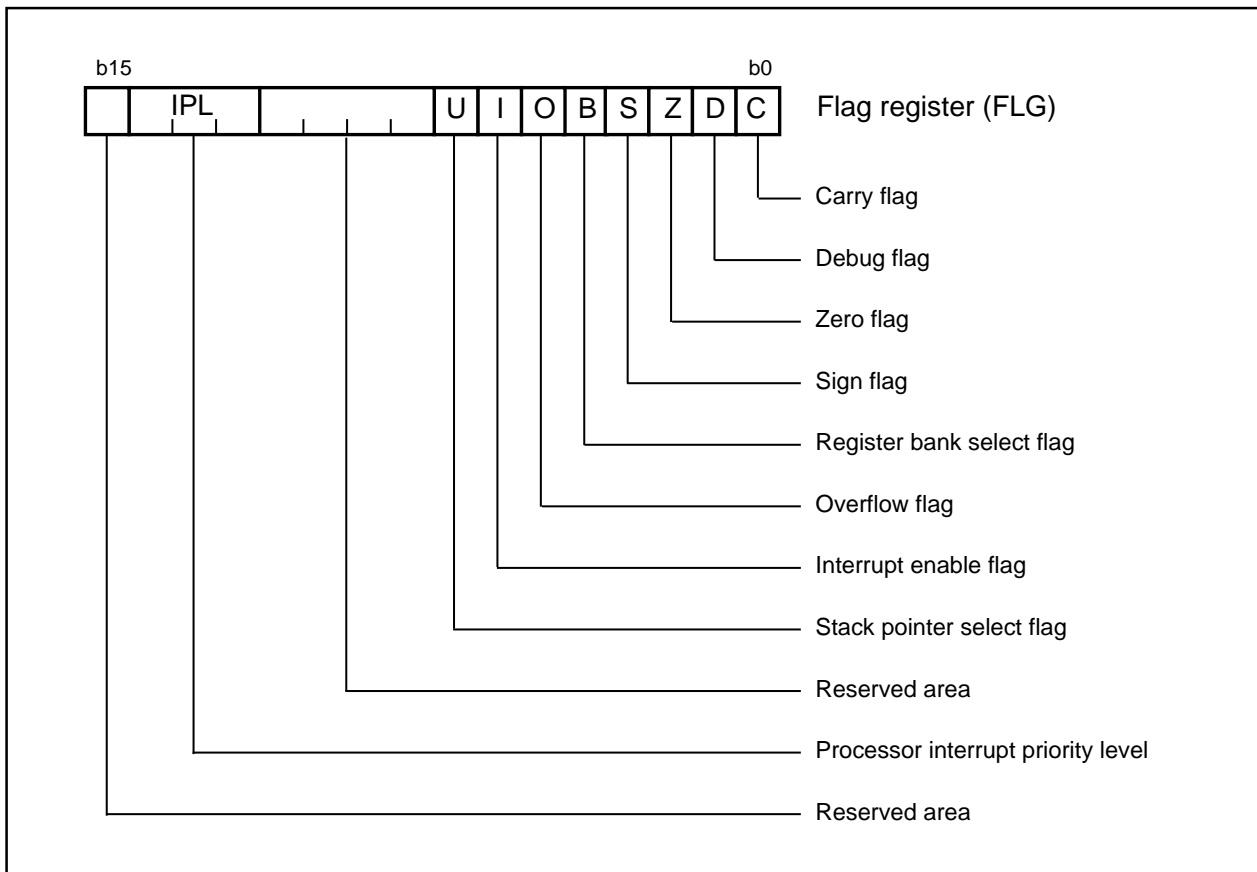 b15 b0
IPL U I O B S Z D C Flag register (FLG)
Carry flag
Debug flag
Zero flag
Sign flag
Register bank select flag
Overflow flag
Interrupt enable flag
Stack pointer select flag
Reserved area
Processor interrupt priority level
Reserved area